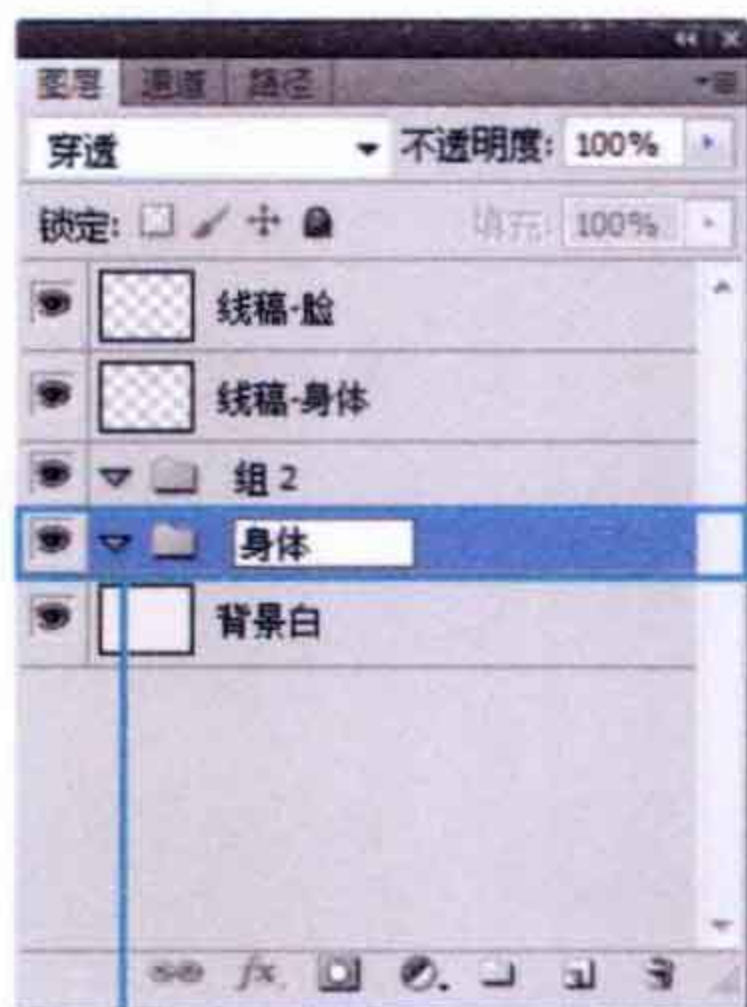 图层 通道 路径
穿透 不透明度: 100%
锁定: 填充: 100%
线稿-脸
线稿-身体
组 2
身体
背景白
fx.